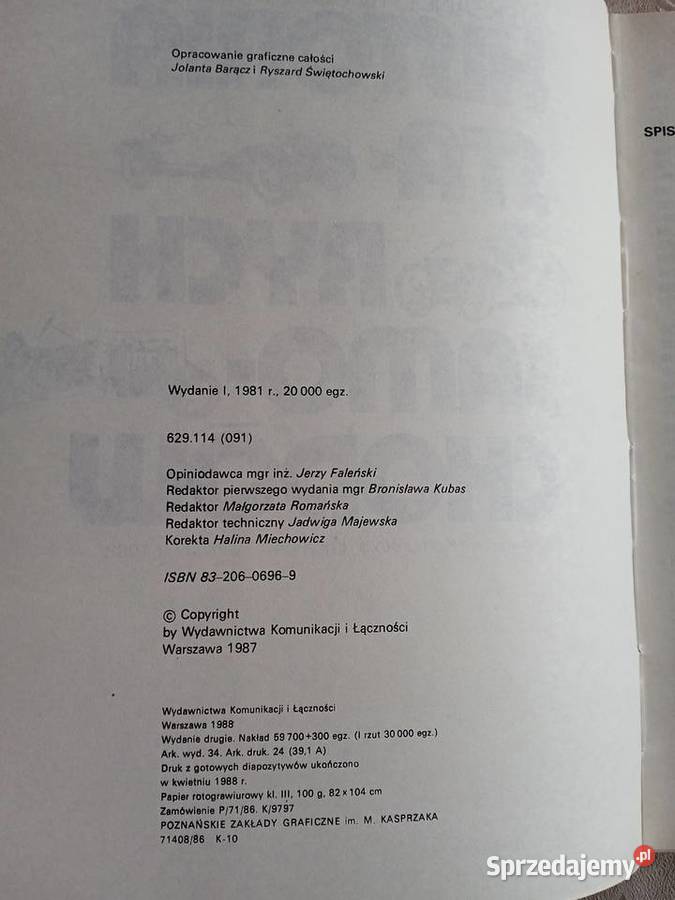 Opracowanie graficzne całości
Jolanta Barącz i Ryszard Świętochowski
SPIS
Wydanie I, 1981 r., 20 000 egz.
629.114 (091)
Opiniodawca mgr inż. Jerzy Faleński
Redaktor pierwszego wydania mgr Bronisława Kubas
Redaktor Małgorzata Romańska
Redaktor techniczny Jadwiga Majewska
Korekta Halina Miechowicz
ISBN 83-206-0696-9
© Copyright
by Wydawnictwa Komunikacji i Łączności
Warszawa 1987
Wydawnictwa Komunikacji i Łączności
Warszawa 1988
Wydanie drugie. Nakład 59 700+300 egz. (I rzut 30 000 egz.)
Ark. wyd. 34. Ark. druk. 24 (39,1 A)
Druk z gotowych diapozytywów ukończono
w kwietniu 1988 r.
Papier rotograwiurowy kl. III, 100 g, 82 x 104 cm
Zamówienie P/71/86. K/9797
POZNAŃSKIE ZAKŁADY GRAFICZNE im. M. KASPRZAKA
71408/86 K-10
Sprzedajemy.pl